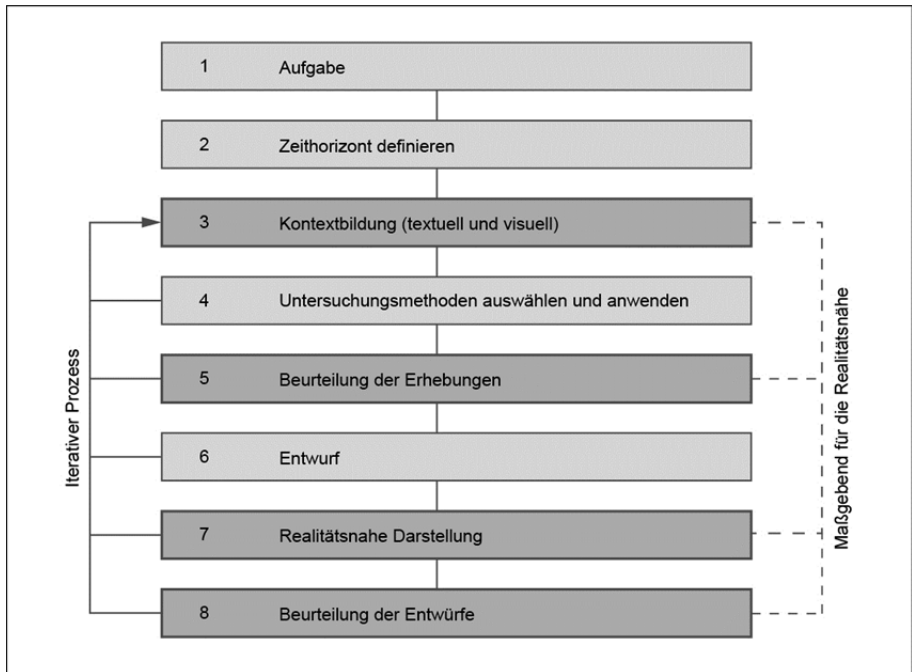 1 Aufgabe
2 Zeithorizont definieren
3 Kontextbildung (textuell und visuell)
4 Untersuchungsmethoden auswählen und anwenden
5 Beurteilung der Erhebungen
6 Entwurf
7 Realitätsnahe Darstellung
8 Beurteilung der Entwürfe
Iterativer Prozess
Maßgebend für die Realitätsnähe